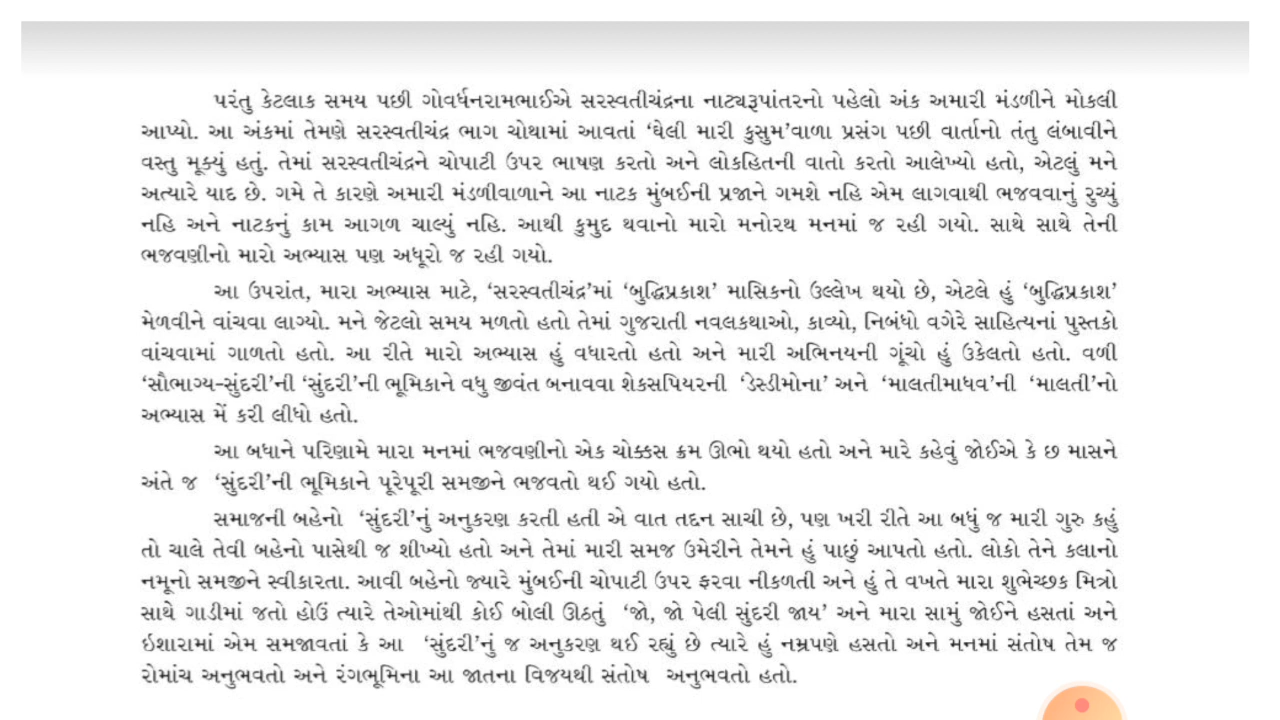 પરંતુ કેટલાક સમય પછી ગોવર્ધનરામભાઈએ સરસ્વતીચંદ્રના નાટ્યરૂપાંતરનો પહેલો અંક અમારી મંડળીને મોકલી
આપ્યો. આ અંકમાં તેમણે સરસ્વતીચંદ્ર ભાગ ચોથામાં આવતાં ‘ઘેલી મારી કુસુમ’વાળા પ્રસંગ પછી વાર્તાનો તંતુ લંબાવીને
વસ્તુ મૂક્યું હતું. તેમાં સરસ્વતીચંદ્રને ચોપાટી ઉપર ભાષણ કરતો અને લોકહિતની વાતો કરતો આલેખ્યો હતો, એટલું મને
અત્યારે યાદ છે. ગમે તે કારણે અમારી મંડળીવાળાને આ નાટક મુંબઈની પ્રજાને ગમશે નહિ એમ લાગવાથી ભજવવાનું રુચ્યું
નહિ અને નાટકનું કામ આગળ ચાલ્યું નહિ. આથી કુમુદ થવાનો મારો મનોરથ મનમાં જ રહી ગયો. સાથે સાથે તેની
ભજવણીનો મારો અભ્યાસ પણ અધૂરો જ રહી ગયો.
આ ઉપરાંત, મારા અભ્યાસ માટે, ‘સરસ્વતીચંદ્ર’માં ‘બુદ્ધિપ્રકાશ’ માસિકનો ઉલ્લેખ થયો છે, એટલે હું ‘બુદ્ધિપ્રકાશ’
મેળવીને વાંચવા લાગ્યો. મને જેટલો સમય મળતો હતો તેમાં ગુજરાતી નવલકથાઓ, કાવ્યો, નિબંધો વગેરે સાહિત્યનાં પુસ્તકો
વાંચવામાં ગાળતો હતો. આ રીતે મારો અભ્યાસ હું વધારતો હતો અને મારી અભિનયની ગૂંચો હું ઉકેલતો હતો. વળી
‘સૌભાગ્ય-સુંદરી’ની ‘સુંદરી’ની ભૂમિકાને વધુ જીવંત બનાવવા શેક્સપિયરની ‘ડેસ્ડીમોના’ અને ‘માલતીમાધવ’ની ‘માલતી’નો
અભ્યાસ મેં કરી લીધો હતો.
આ બધાને પરિણામે મારા મનમાં ભજવણીનો એક ચોક્કસ ક્રમ ઊભો થયો હતો અને મારે કહેવું જોઈએ કે છ માસને
અંતે જ ‘સુંદરી’ની ભૂમિકાને પૂરેપૂરી સમજીને ભજવતો થઈ ગયો હતો.
સમાજની બહેનો ‘સુંદરી’નું અનુકરણ કરતી હતી એ વાત તદ્દન સાચી છે, પણ ખરી રીતે આ બધું જ મારી ગુરુ કહું
તો ચાલે તેવી બહેનો પાસેથી જ શીખ્યો હતો અને તેમાં મારી સમજ ઉમેરીને તેમને હું પાછું આપતો હતો. લોકો તેને કલાનો
નમૂનો સમજીને સ્વીકારતા. આવી બહેનો જ્યારે મુંબઈની ચોપાટી ઉપર ફરવા નીકળતી અને હું તે વખતે મારા શુભેચ્છક મિત્રો
સાથે ગાડીમાં જતો હોઉં ત્યારે તેઓમાંથી કોઈ બોલી ઊઠતું ‘જો, જો પેલી સુંદરી જાય’ અને મારા સામું જોઈને હસતાં અને
ઇશારામાં એમ સમજાવતાં કે આ ‘સુંદરી’નું જ અનુકરણ થઈ રહ્યું છે ત્યારે હું નમ્રપણે હસતો અને મનમાં સંતોષ તેમ જ
રોમાંચ અનુભવતો અને રંગભૂમિના આ જાતના વિજયથી સંતોષ અનુભવતો હતો.